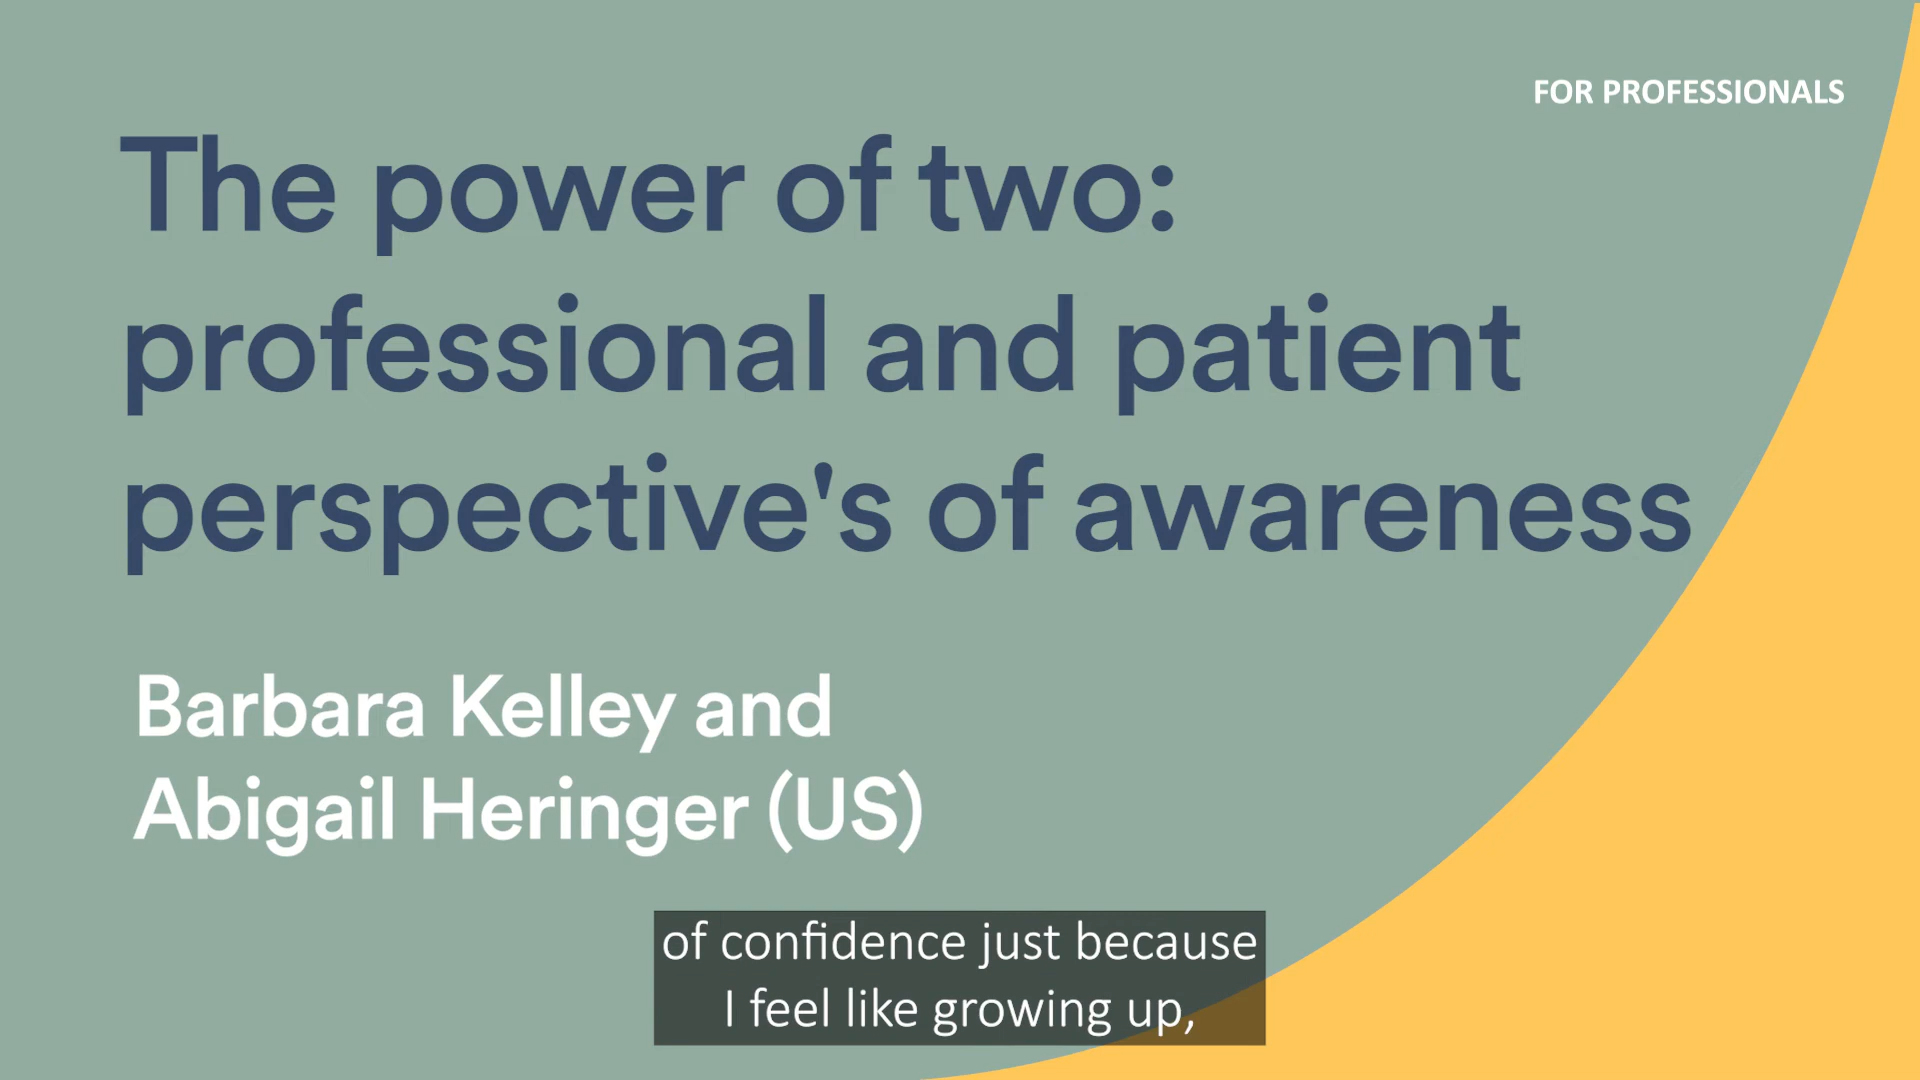 FOR PROFESSIONALS
The power of two:
professional and patient
perspective's of awareness
Barbara Kelley and
Abigail Heringer (US)
of confidence just because
I feel like growing up,